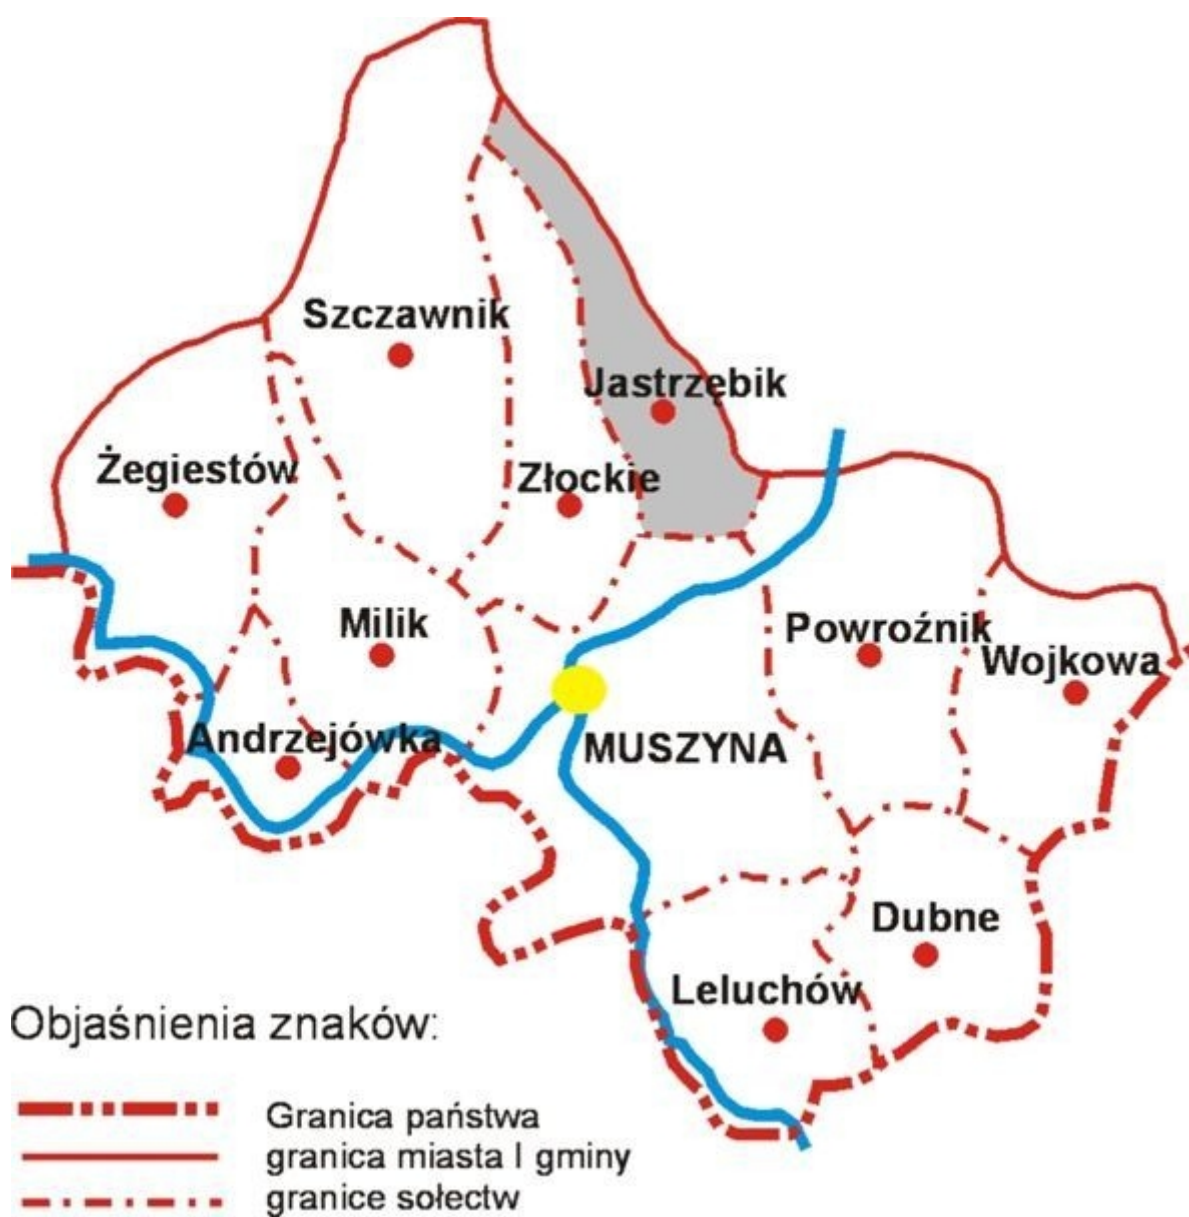 Szczawnik
Jastrzębik
Żegiestów
Złockie
Milik
Powroźnik
Wojkowa
Andrzejówka
MUSZYNA
Dubne
Leluchów
Objaśnienia znaków:
Granica państwa
granica miasta I gminy
granice sołectw